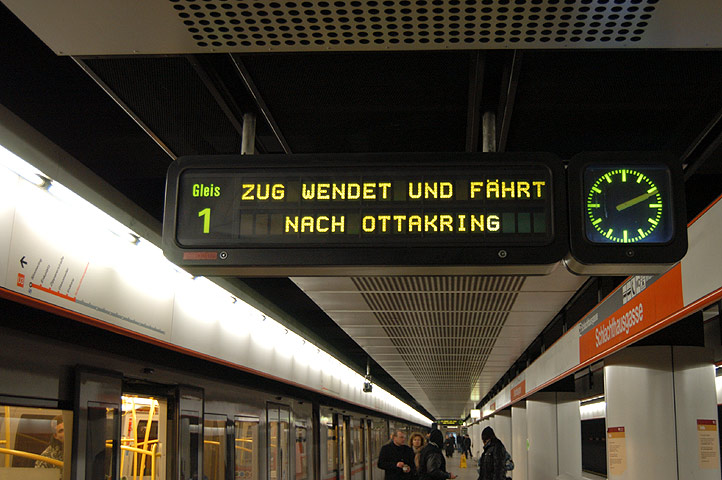 Gleis
1
ZUG WENDET UND FÄHRT
NACH OTTAKRING
Schlachthausgasse